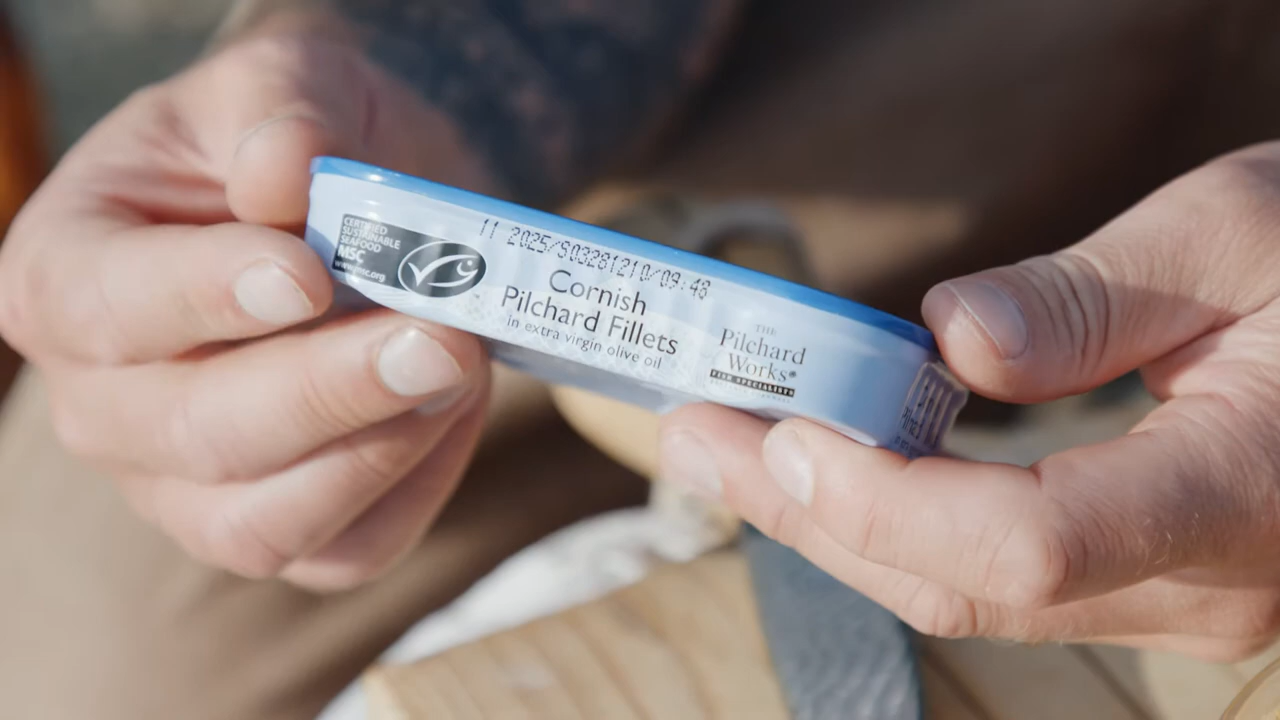 CERTIFIED
SUSTAINABLE
SEAFOOD
MSC
www.msc.org
11 2025/S03281210/09:48
Cornish
Pilchard Fillets
in extra virgin olive oil
THE
Pilchard
Works®
FISH SPECIALISTS